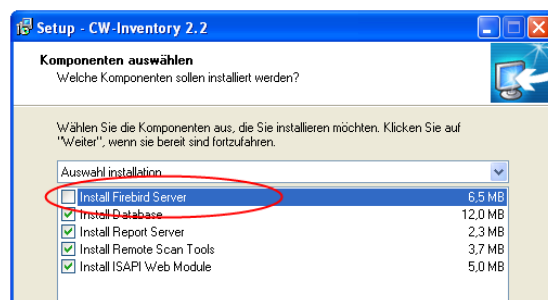 Setup - CW-Inventory 2.2
Komponenten auswählen
Welche Komponenten sollen installiert werden?
Wählen Sie die Komponenten aus, die Sie installieren möchten. Klicken Sie auf
"Weiter", wenn sie bereit sind fortzufahren.
Auswahl installation
Install Firebird Server 6,5 MB
Install Database 12,0 MB
Install Report Server 2,3 MB
Install Remote Scan Tools 3,7 MB
Install ISAPI Web Module 5,0 MB